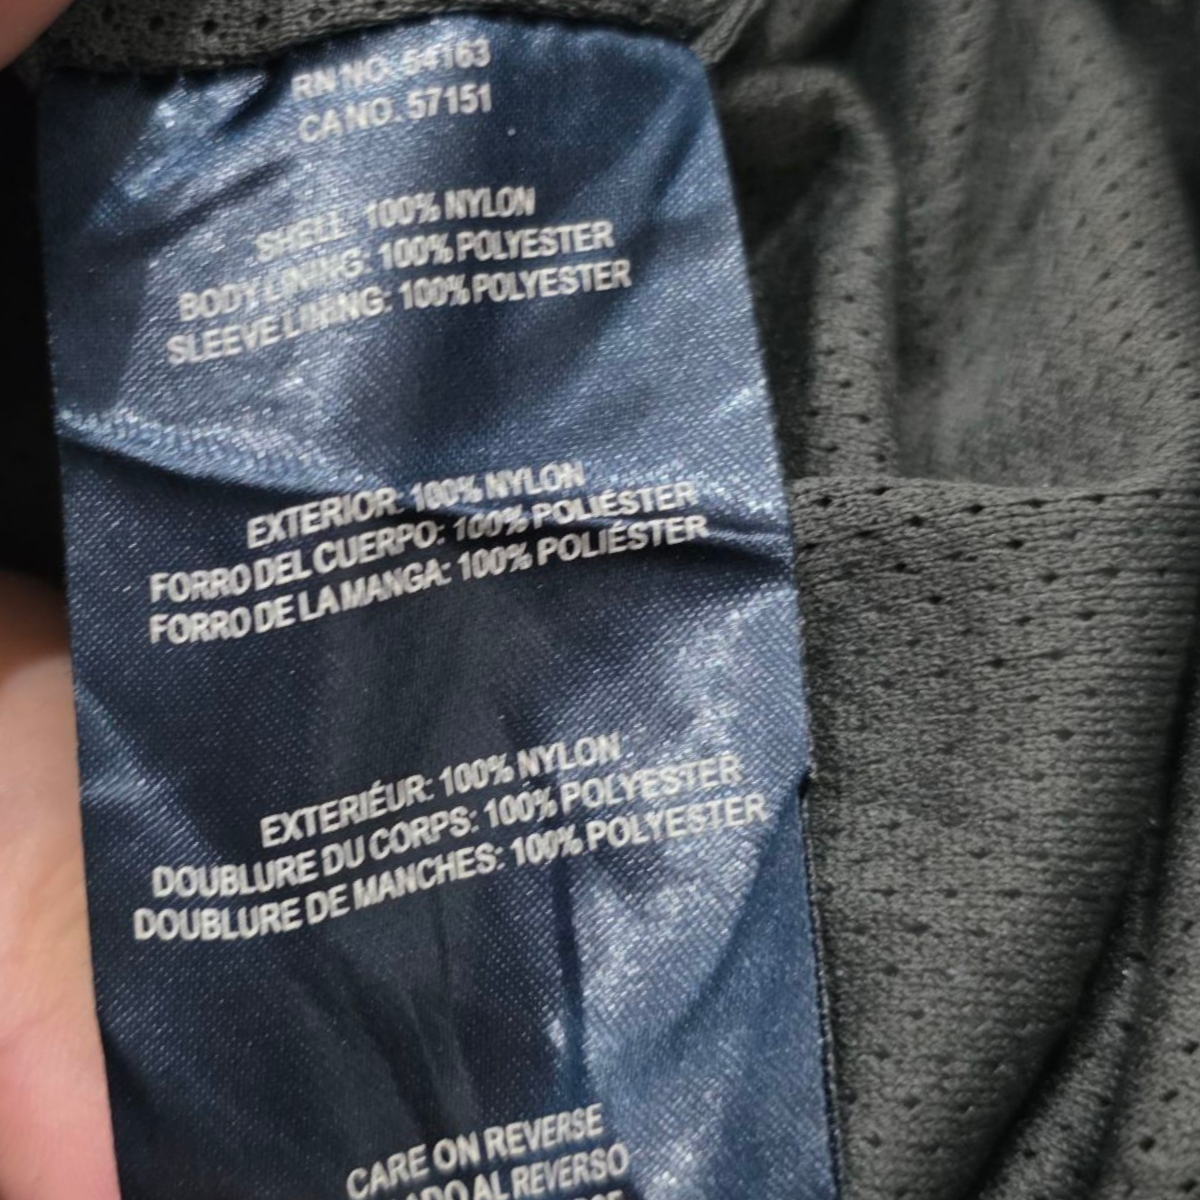 RN NO. 54163
CA NO. 57151
SHELL: 100% NYLON
BODY LINING: 100% POLYESTER
SLEEVE LINING: 100% POLYESTER
EXTERIOR: 100% NYLON
FORRO DEL CUERPO: 100% POLIÉSTER
FORRO DE LA MANGA: 100% POLIÉSTER
EXTERIÉUR: 100% NYLON
DOUBLURE DU CORPS: 100% POLYESTER
DOUBLURE DE MANCHES: 100% POLYESTER
CARE ON REVERSE
AL REVERSO